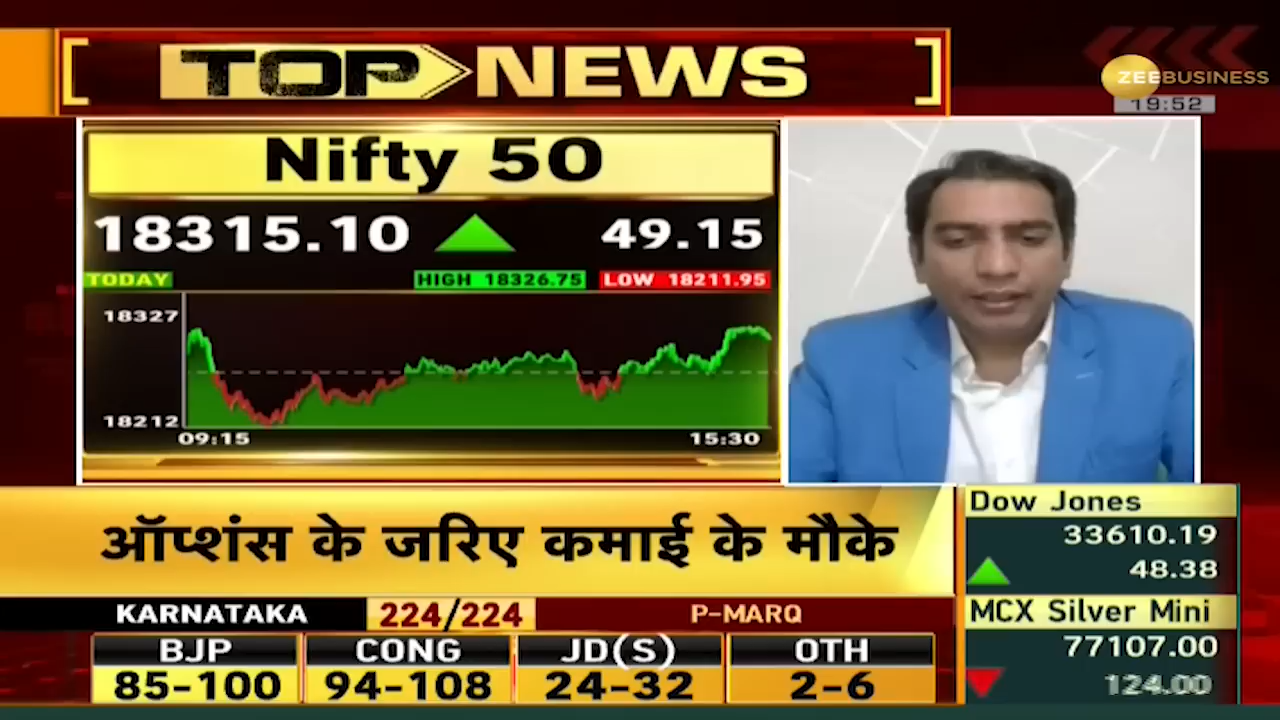 TOP NEWS
ZEEBUSINESS
19:52
Nifty 50
18315.10 49.15
TODAY HIGH 18326.75 LOW 18211.95
18327
18212
09:15 15:30
ऑप्शंस के जरिए कमाई के मौके
Dow Jones
33610.19
48.38
MCX Silver Mini
77107.00
124.00
KARNATAKA 224/224 P-MARQ
BJP CONG JD(S) OTH
85-100 94-108 24-32 2-6